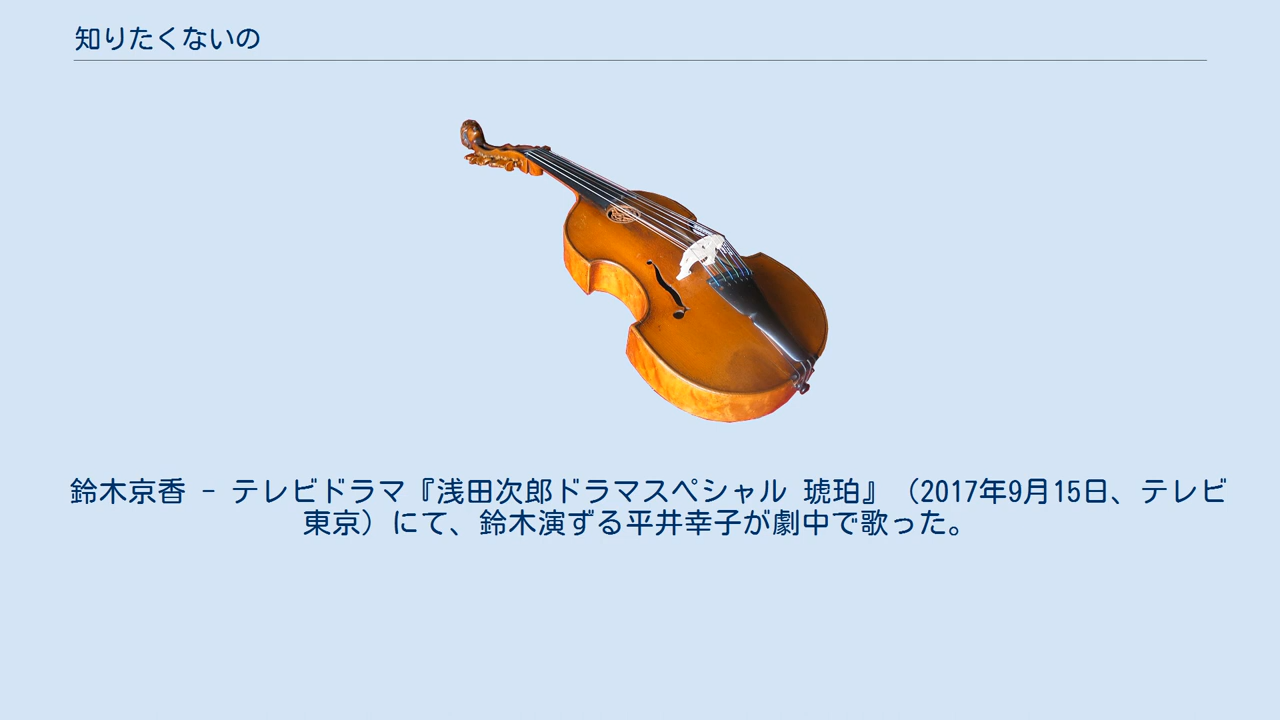 知りたくないの
鈴木京香 - テレビドラマ『浅田次郎ドラマスペシャル 琥珀』（2017年9月15日、テレビ
東京）にて、鈴木演ずる平井幸子が劇中で歌った。